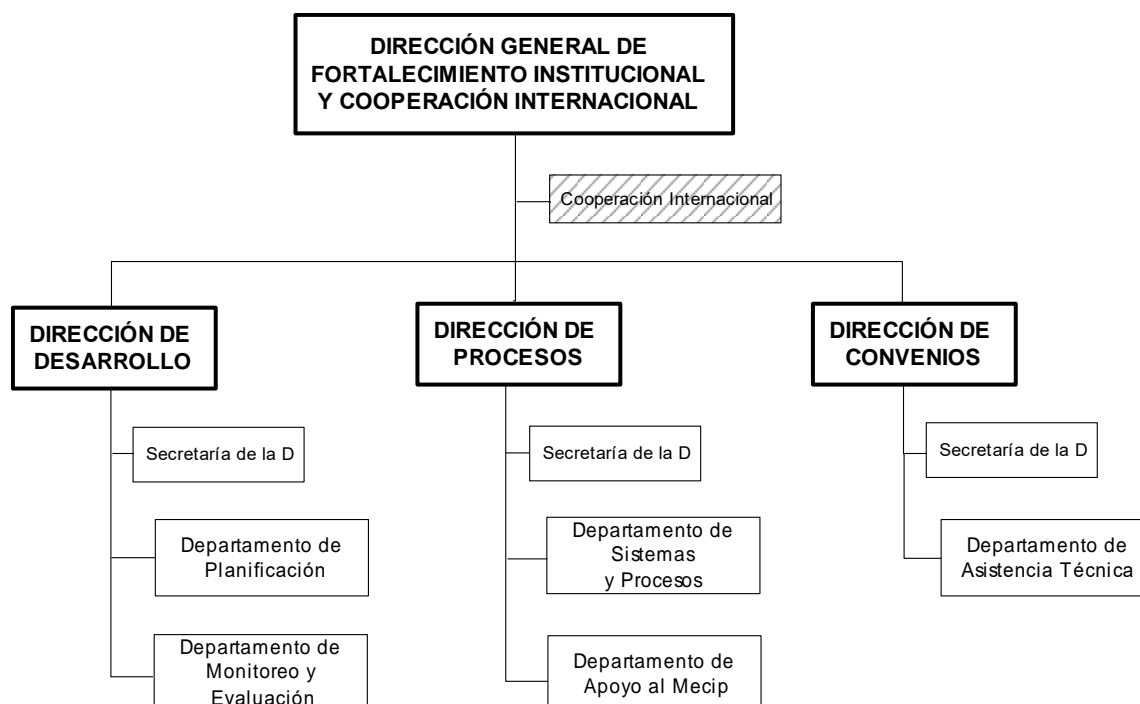 DIRECCIÓN GENERAL DE
FORTALECIMIENTO INSTITUCIONAL
Y COOPERACIÓN INTERNACIONAL
Cooperación Internacional
DIRECCIÓN DE
DESARROLLO
DIRECCIÓN DE
PROCESOS
DIRECCIÓN DE
CONVENIOS
Secretaría de la D
Secretaría de la D
Secretaría de la D
Departamento de
Planificación
Departamento de
Sistemas
y Procesos
Departamento de
Asistencia Técnica
Departamento de
Monitoreo y
Evaluación
Departamento de
Apoyo al Mecip